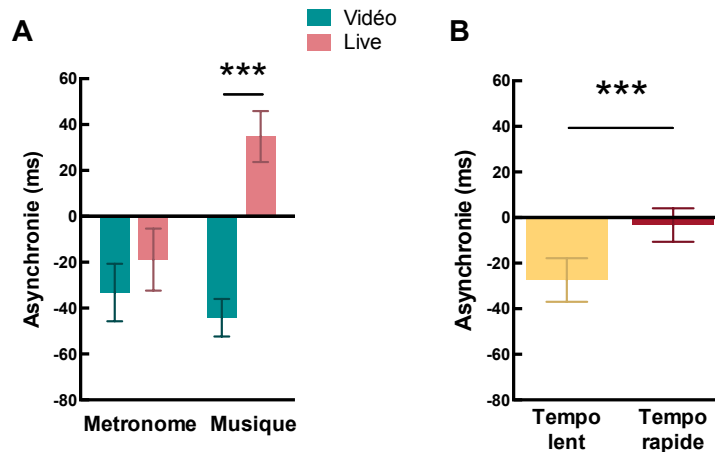 A
Vidéo
Live
B
***
***
Asynchronie (ms)
60
40
20
0
-20
-40
-60
-80
Metronome
Musique
Asynchronie (ms)
60
40
20
0
-20
-40
-60
-80
Tempo
lent
Tempo
rapide